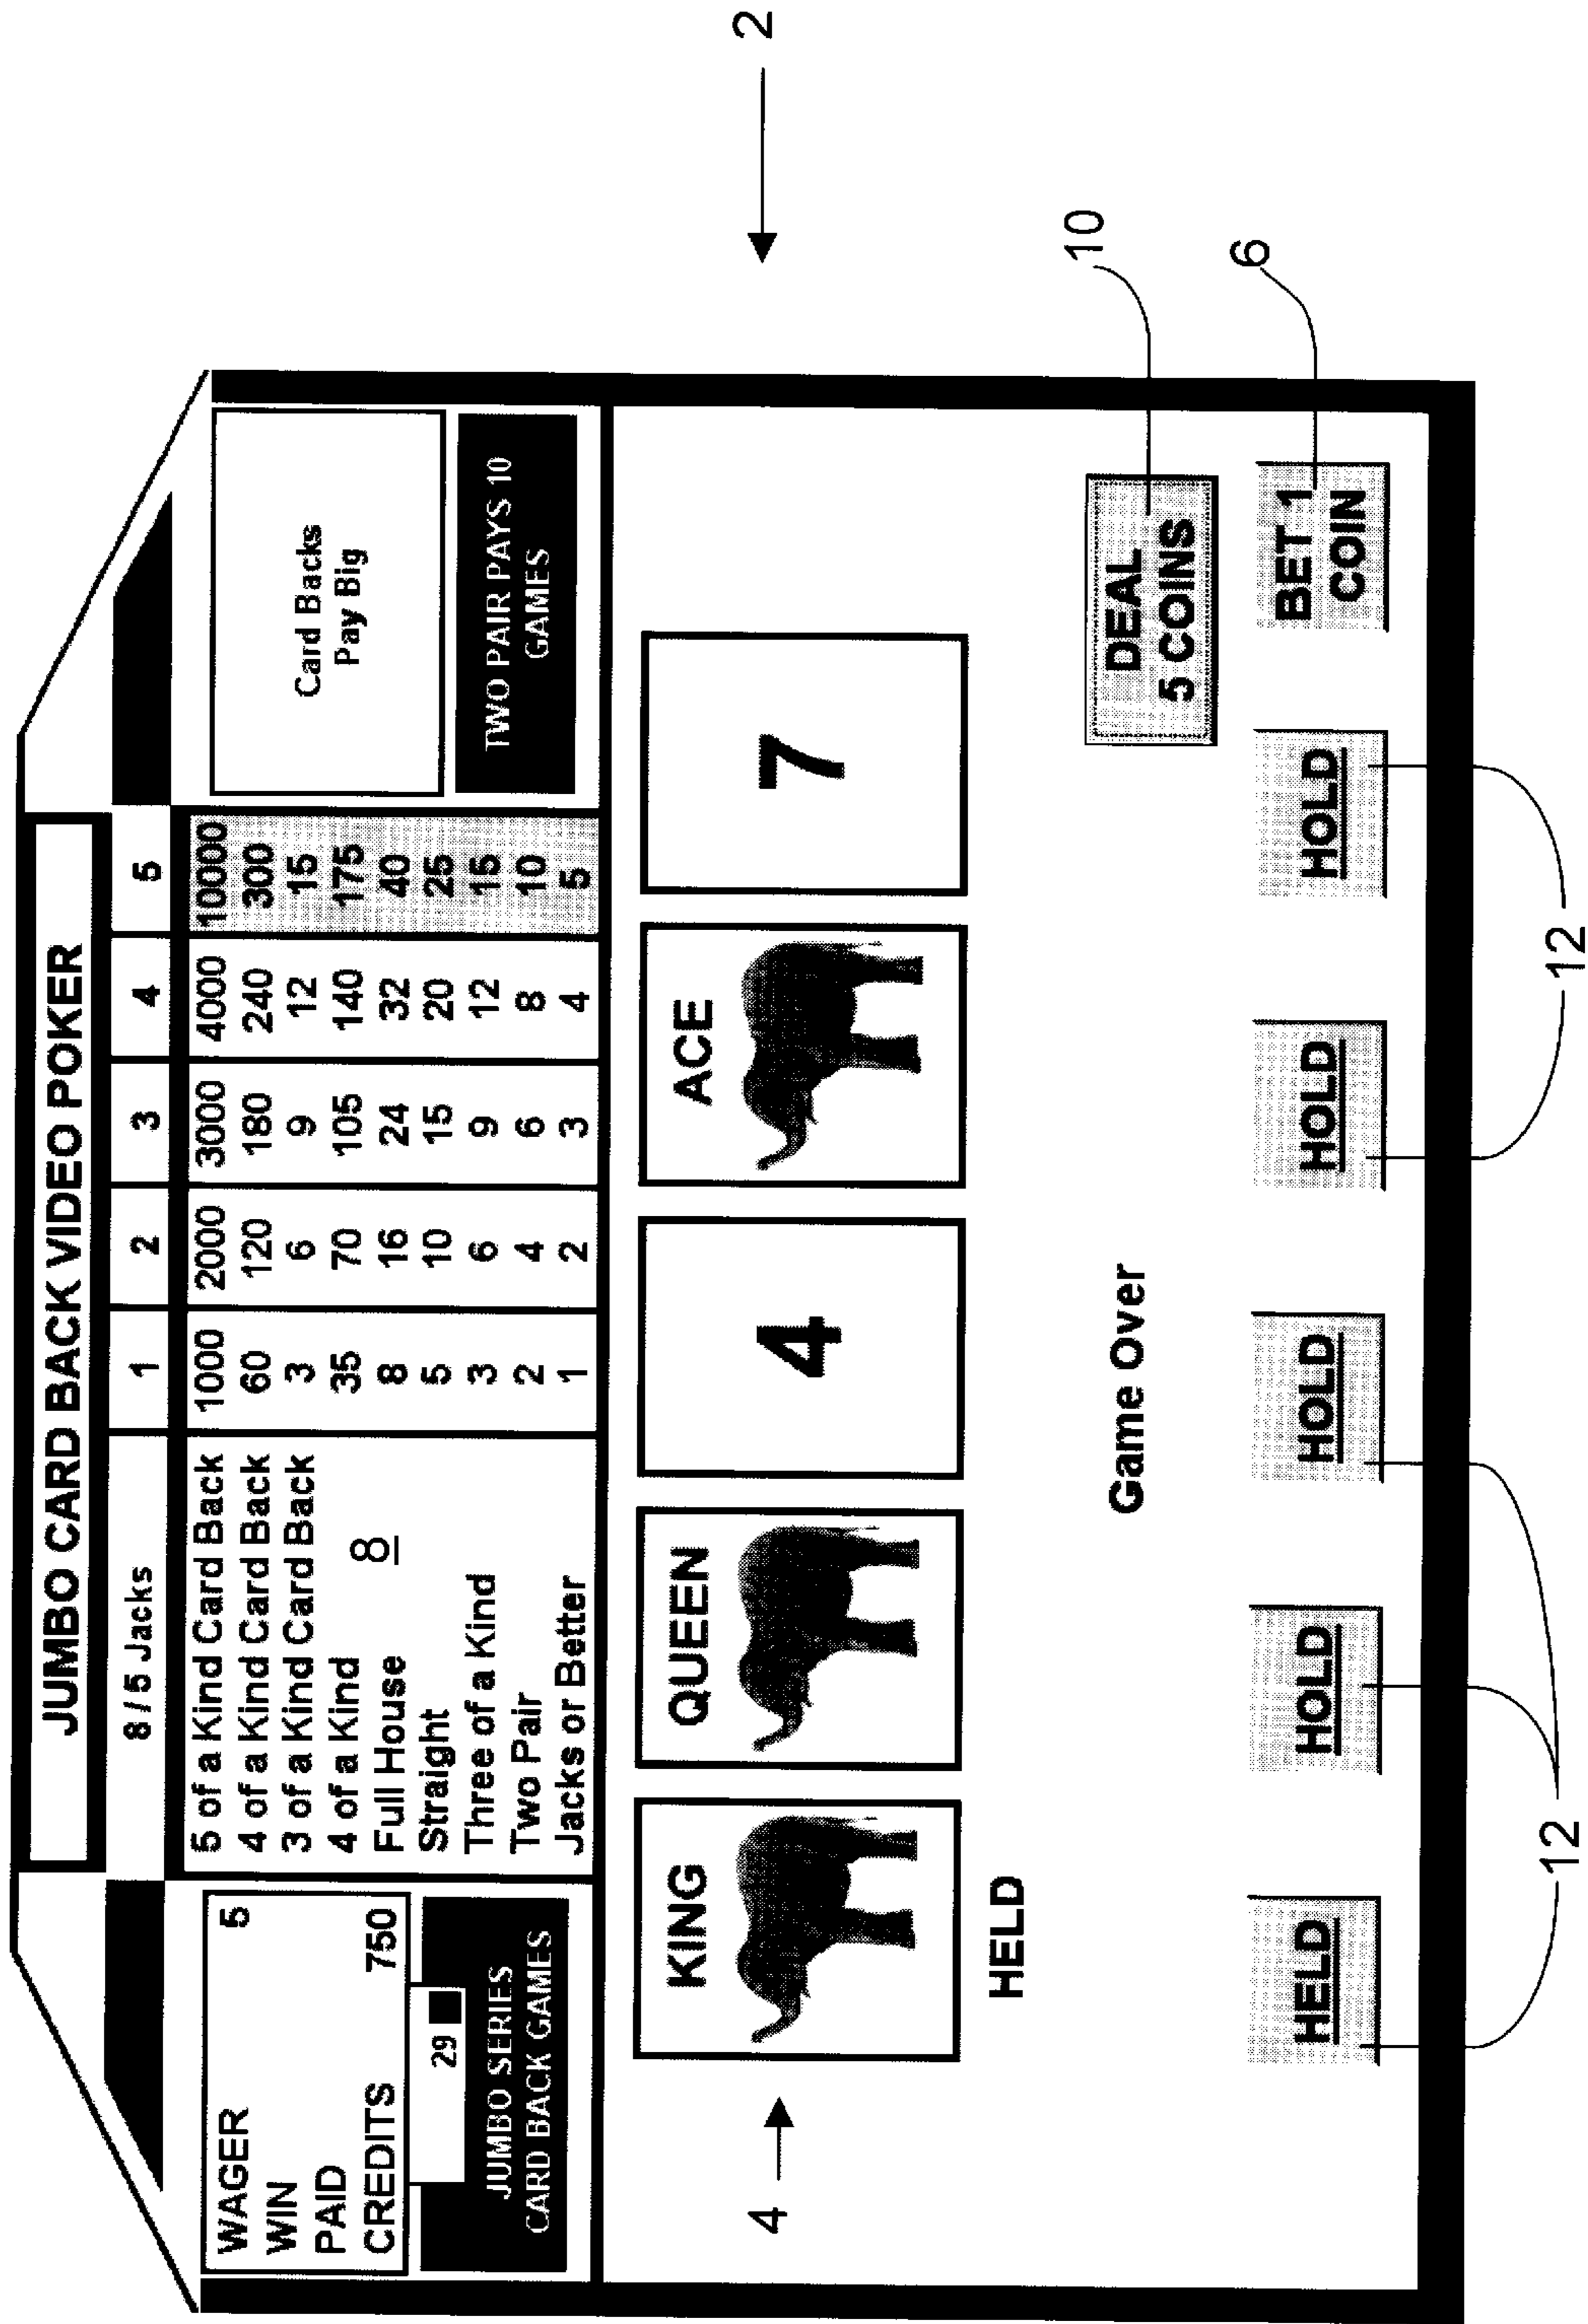 JUMBO CARD BACK VIDEO POKER
8 / 5 Jacks 1 2 3 4 5
WAGER 5
WIN
PAID
CREDITS 750
29
JUMBO SERIES
CARD BACK GAMES
5 of a Kind Card Back 1000 2000 3000 4000 10000
4 of a Kind Card Back 60 120 180 240 300
3 of a Kind Card Back 3 6 9 12 15
4 of a Kind 35 70 105 140 175
8
Full House 8 16 24 32 40
Straight 5 10 15 20 25
Three of a Kind 3 6 9 12 15
Two Pair 2 4 6 8 10
Jacks or Better 1 2 3 4 5
Card Backs
Pay Big
TWO PAIR PAYS 10
GAMES
2
4
KING QUEEN 4 ACE 7
HELD
Game Over
DEAL
5 COINS
10
HELD HOLD HOLD HOLD HOLD
BET 1
COIN
6
12 12